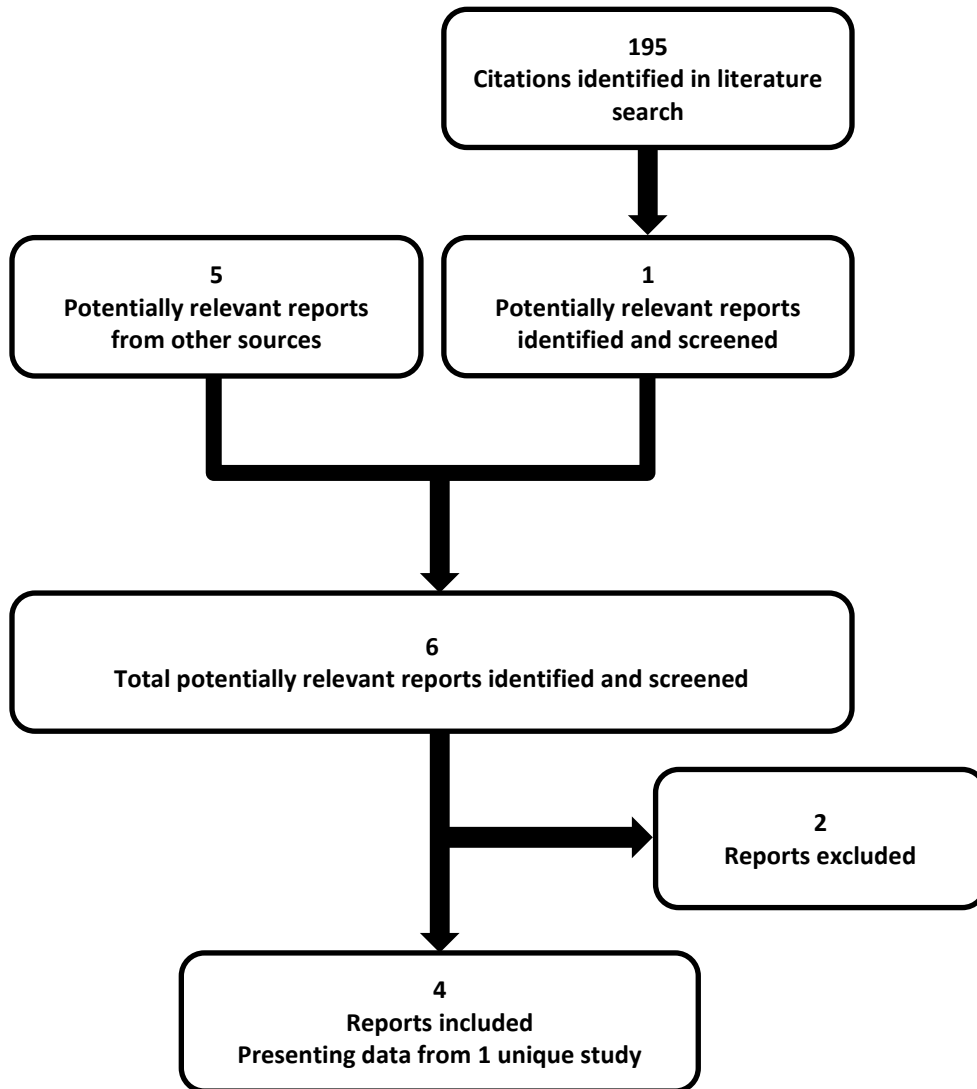 195
Citations identified in literature
search
5
Potentially relevant reports
from other sources
1
Potentially relevant reports
identified and screened
6
Total potentially relevant reports identified and screened
2
Reports excluded
4
Reports included
Presenting data from 1 unique study